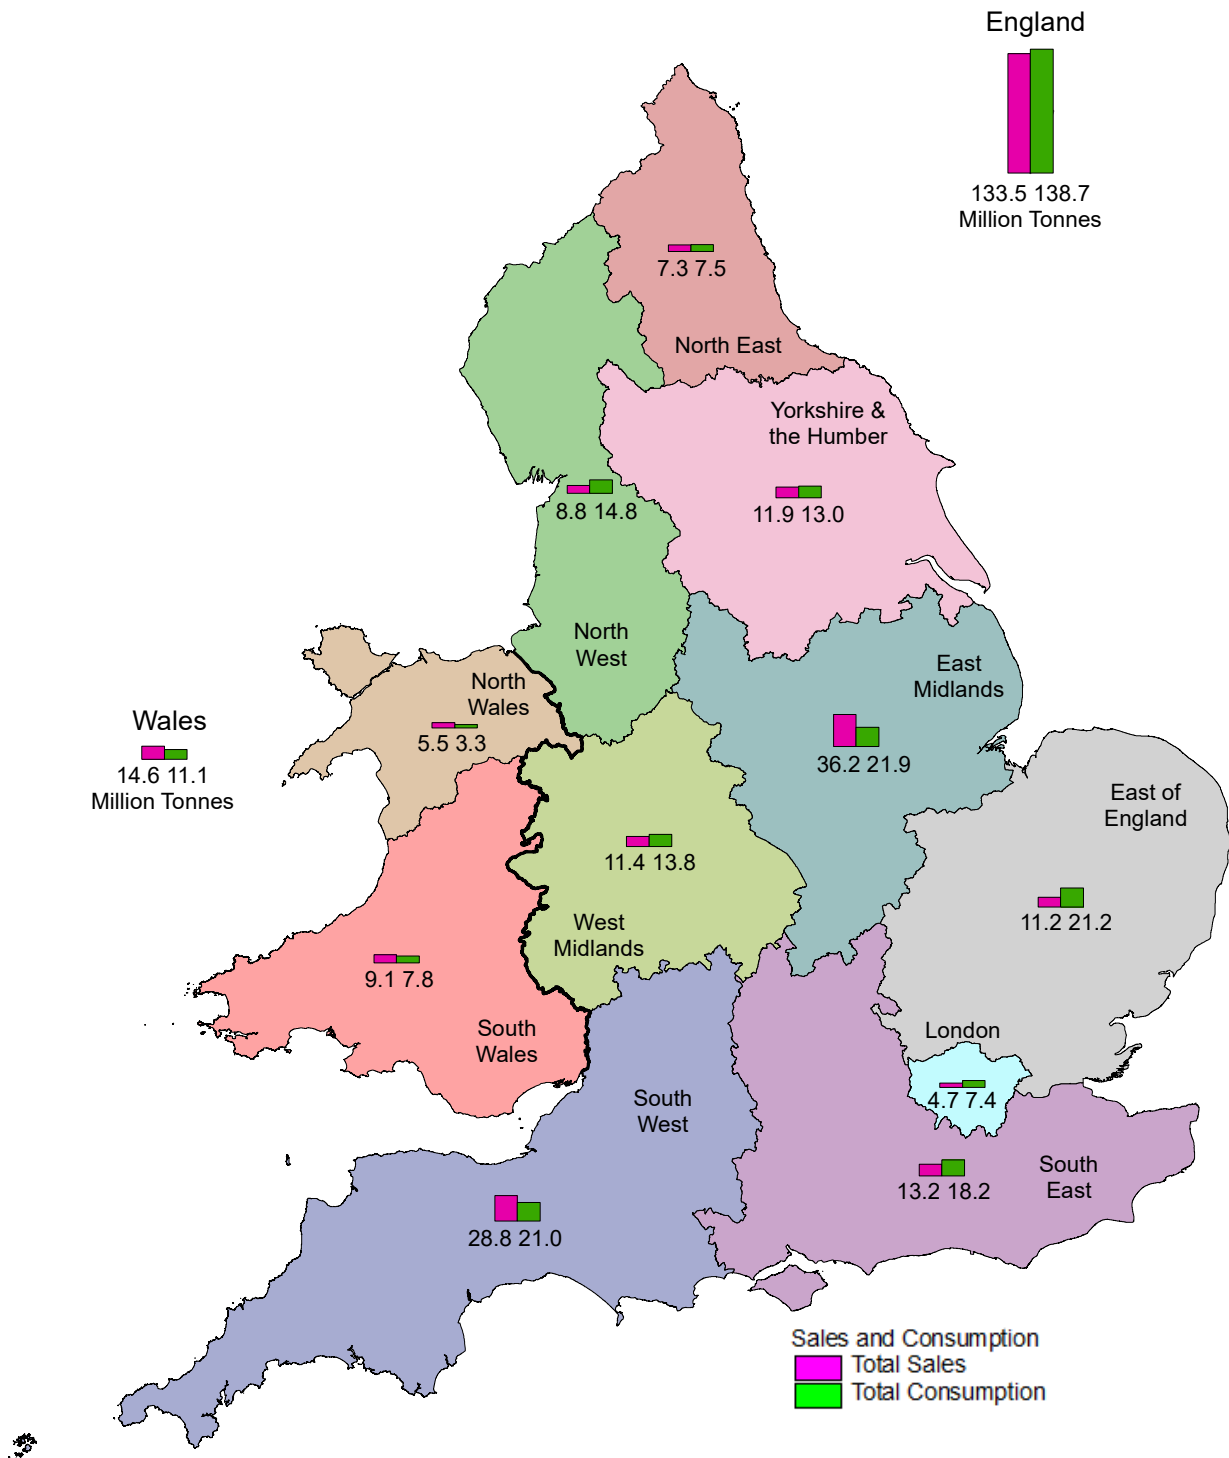 England
133.5 138.7
Million Tonnes
7.3 7.5
North East
Yorkshire &
the Humber
8.8 14.8
11.9 13.0
North
West
East
Midlands
North
Wales
5.5 3.3
Wales
14.6 11.1
Million Tonnes
36.2 21.9
East of
England
11.4 13.8
West
Midlands
11.2 21.2
9.1 7.8
South
Wales
London
4.7 7.4
South
West
South
East
13.2 18.2
28.8 21.0
Sales and Consumption
Total Sales
Total Consumption